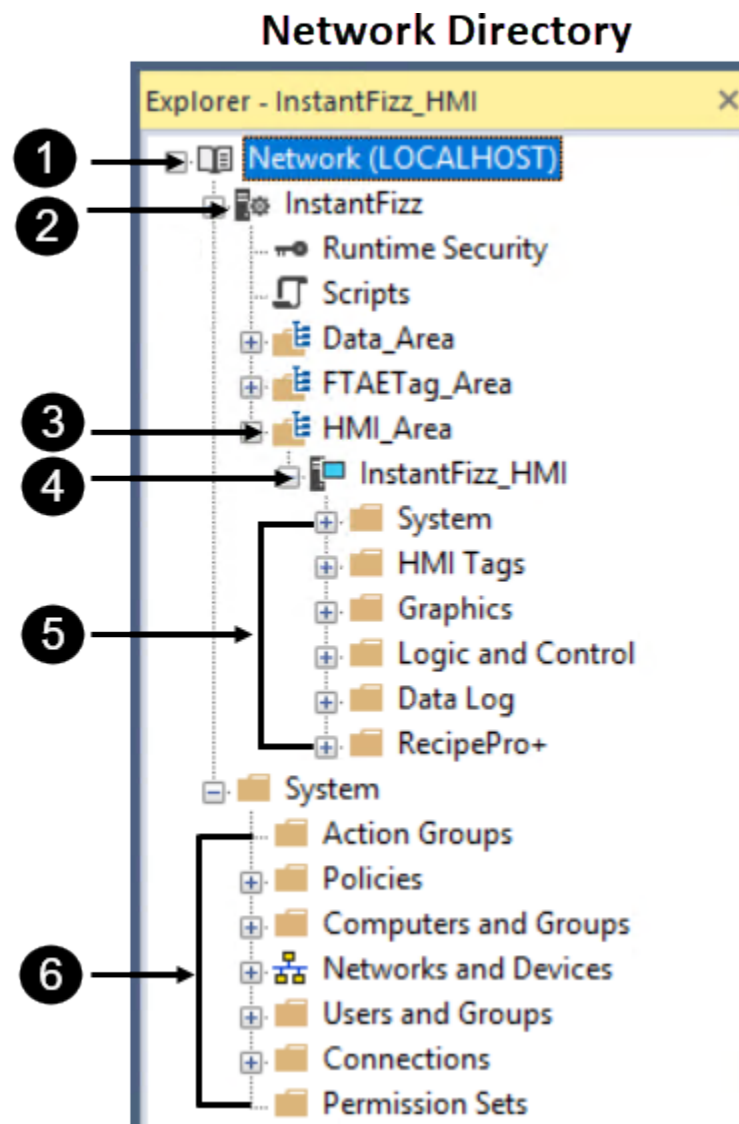 Network Directory
Explorer - InstantFizz_HMI
1 Network (LOCALHOST)
2 InstantFizz
Runtime Security
Scripts
Data_Area
FTAETag_Area
3 HMI_Area
4 InstantFizz_HMI
System
HMI Tags
Graphics
5 Logic and Control
Data Log
RecipePro+
System
Action Groups
Policies
Computers and Groups
6 Networks and Devices
Users and Groups
Connections
Permission Sets